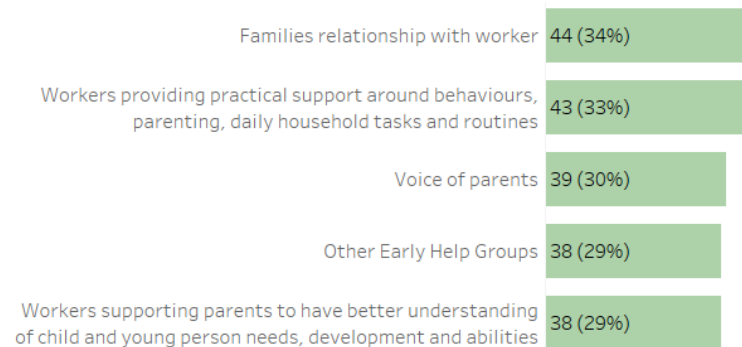 Families relationship with worker 44 (34%)
Workers providing practical support around behaviours,
parenting, daily household tasks and routines 43 (33%)
Voice of parents 39 (30%)
Other Early Help Groups 38 (29%)
Workers supporting parents to have better understanding
of child and young person needs, development and abilities 38 (29%)